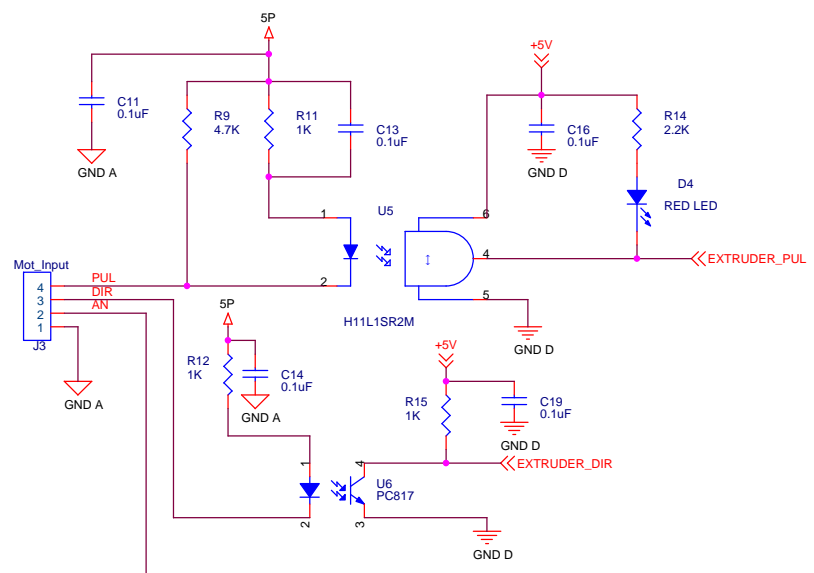 5P
+5V
C11
0.1uF
R9
4.7K
R11
1K
C13
0.1uF
C16
0.1uF
R14
2.2K
GND A
GND D
D4
RED LED
1
U5
6
4
EXTRUDER_PUL
2
5
H11L1SR2M
GND D
Mot_Input
4
PUL
3
DIR
2
AN
1
J3
GND A
5P
R12
1K
C14
0.1uF
GND A
+5V
R15
1K
C19
0.1uF
GND D
1
4
EXTRUDER_DIR
U6
PC817
2
3
GND D